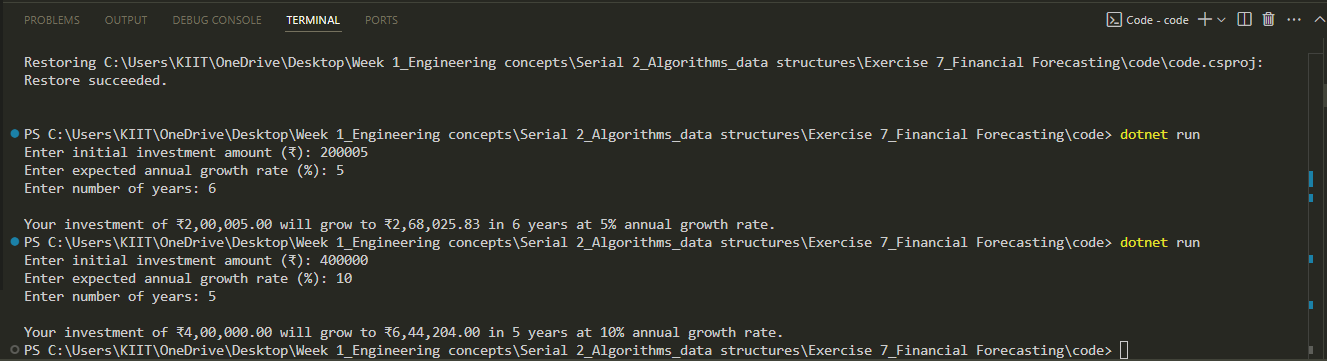 PROBLEMS OUTPUT DEBUG CONSOLE TERMINAL PORTS Code - code
Restoring C:\Users\KIIT\OneDrive\Desktop\Week 1_Engineering concepts\Serial 2_Algorithms_data structures\Exercise 7_Financial Forecasting\code\code.csproj:
Restore succeeded.
PS C:\Users\KIIT\OneDrive\Desktop\Week 1_Engineering concepts\Serial 2_Algorithms_data structures\Exercise 7_Financial Forecasting\code> dotnet run
Enter initial investment amount (₹): 200005
Enter expected annual growth rate (%): 5
Enter number of years: 6
Your investment of ₹2,00,005.00 will grow to ₹2,68,025.83 in 6 years at 5% annual growth rate.
PS C:\Users\KIIT\OneDrive\Desktop\Week 1_Engineering concepts\Serial 2_Algorithms_data structures\Exercise 7_Financial Forecasting\code> dotnet run
Enter initial investment amount (₹): 400000
Enter expected annual growth rate (%): 10
Enter number of years: 5
Your investment of ₹4,00,000.00 will grow to ₹6,44,204.00 in 5 years at 10% annual growth rate.
PS C:\Users\KIIT\OneDrive\Desktop\Week 1_Engineering concepts\Serial 2_Algorithms_data structures\Exercise 7_Financial Forecasting\code>